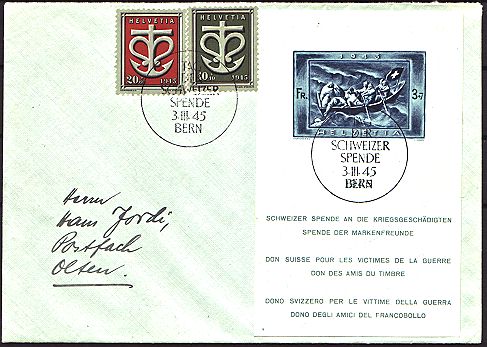 HELVETIA
20+
1945
HELVETIA
1945
TAG
SCHWEIZER
SPENDE
3·III·45
BERN
1945
FR.
3+7
HELVETIA
DER
SCHWEIZER
SPENDE
3·III·45
BERN
Herrn
Hans Jordi,
Postfach
Olten.
SCHWEIZER SPENDE AN DIE KRIEGSGESCHÄDIGTEN
SPENDE DER MARKENFREUNDE
DON SUISSE POUR LES VICTIMES DE LA GUERRE
DON DES AMIS DU TIMBRE
DONO SVIZZERO PER LE VITTIME DELLA GUERRA
DONO DEGLI AMICI DEL FRANCOBOLLO